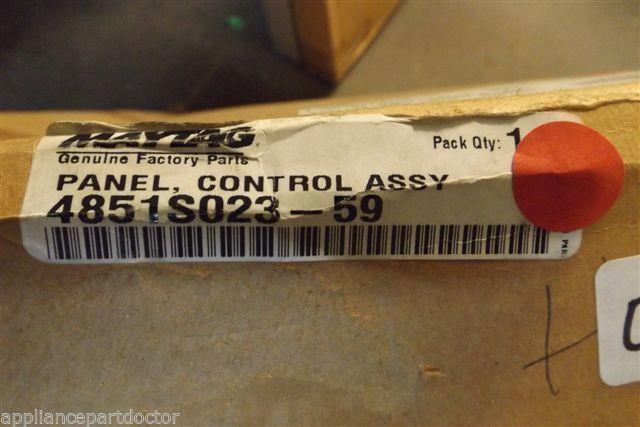 MAYTAG
Genuine Factory Parts
Pack Qty: 1
PANEL, CONTROL ASSY
4851S023-59
appliancepartdoctor